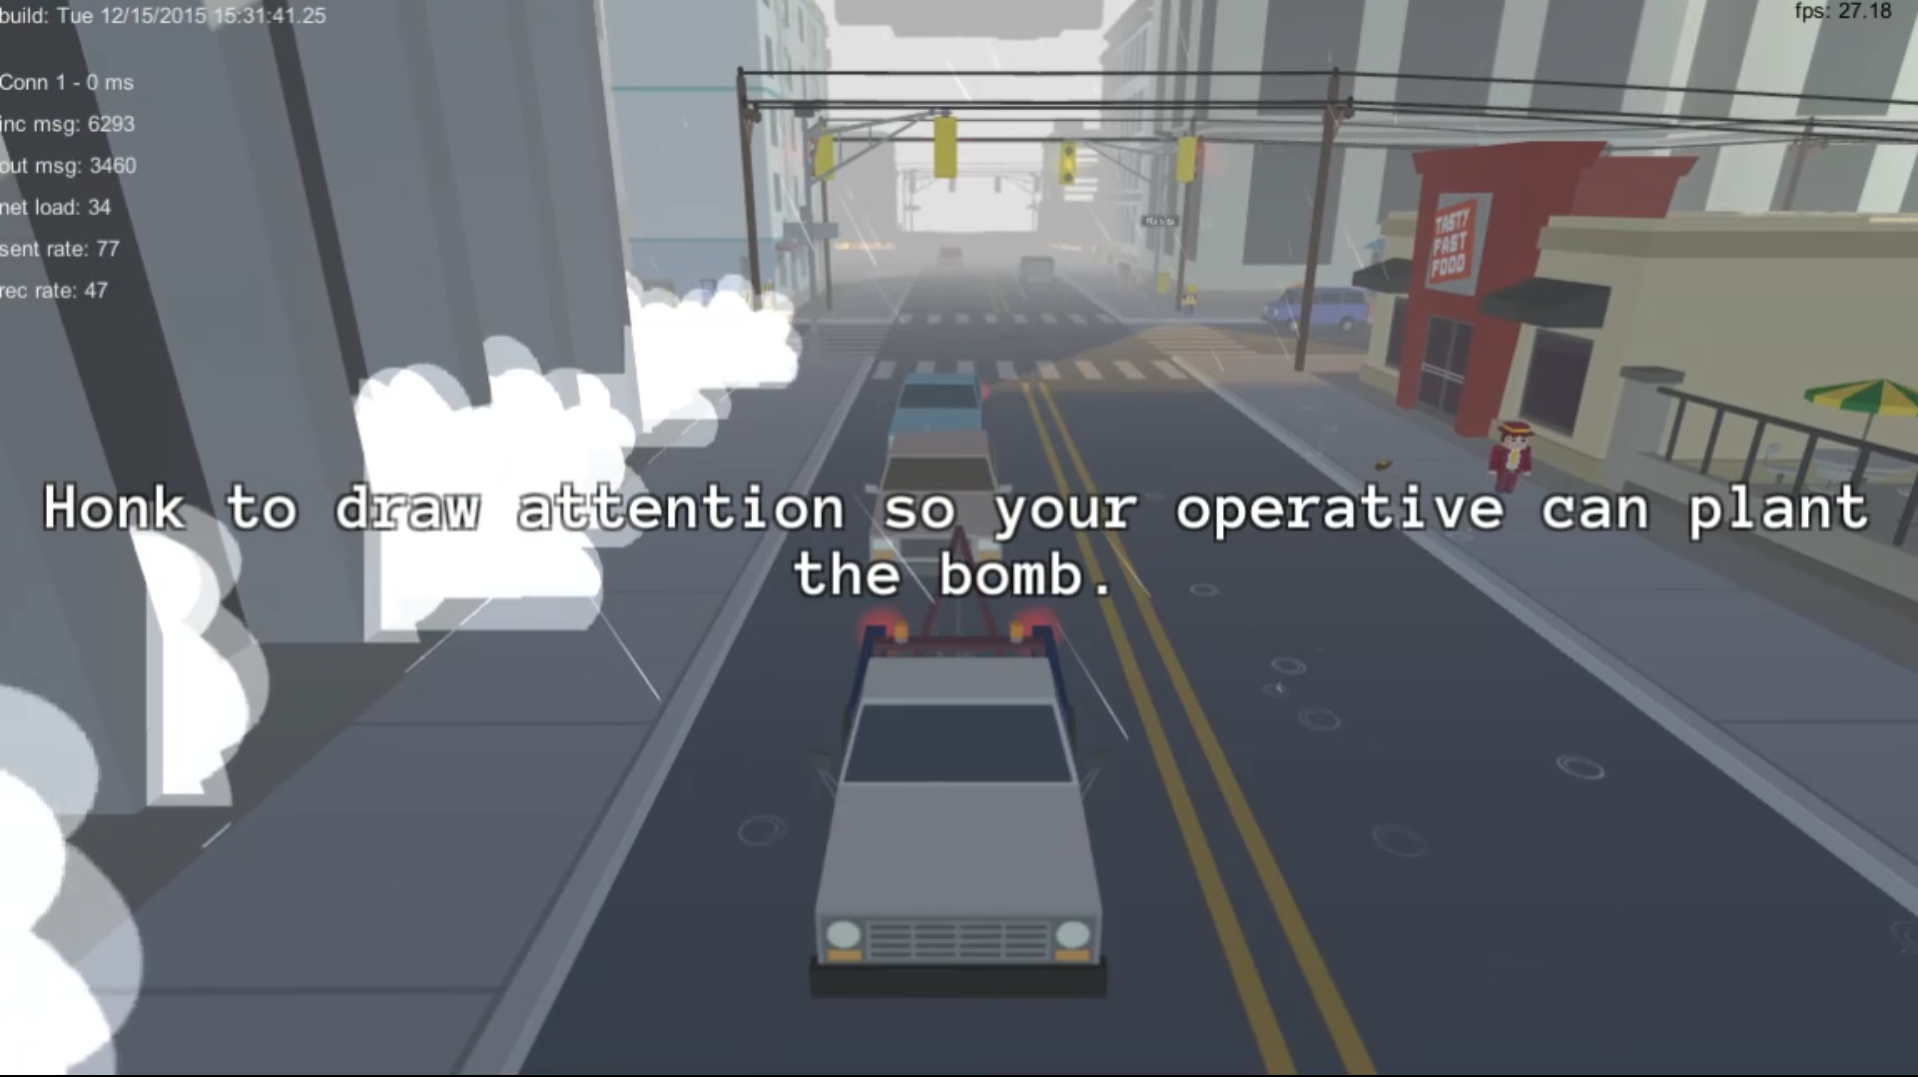 build: Tue 12/15/2015 15:31:41.25
fps: 27.18
Conn 1 - 0 ms
inc msg: 6293
out msg: 3460
net load: 34
sent rate: 77
rec rate: 47
TASTY
FAST
FOOD
Honk to draw attention so your operative can plant
the bomb.